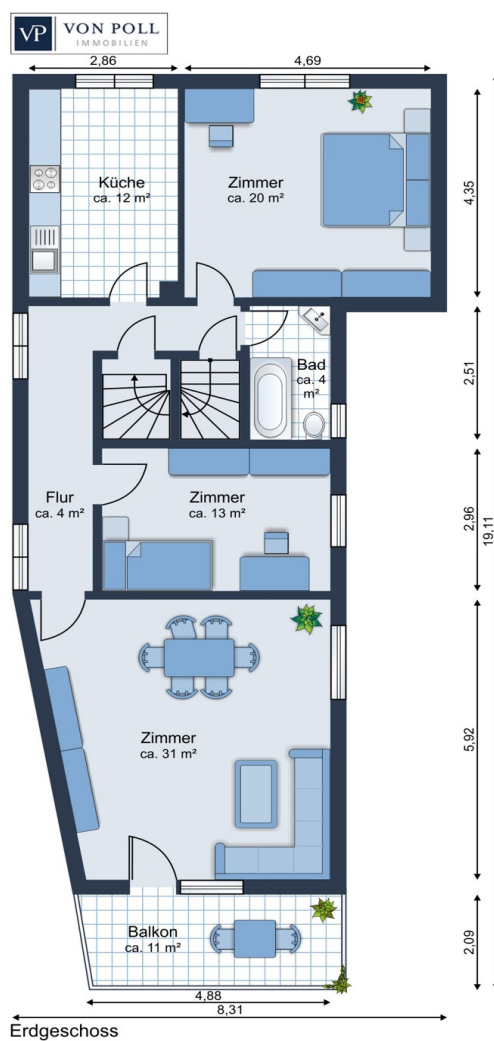 VP VON POLL
IMMOBILIEN
2,86
4,69
Küche
ca. 12 m²
Zimmer
ca. 20 m²
4,35
Bad
ca. 4
m²
2,51
Flur
ca. 4 m²
Zimmer
ca. 13 m²
2,96
19,11
Zimmer
ca. 31 m²
5,92
Balkon
ca. 11 m²
2,09
4,88
8,31
Erdgeschoss